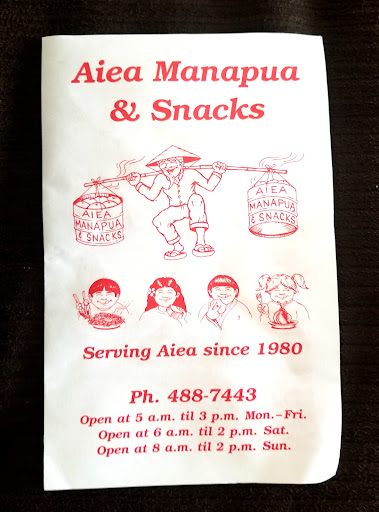 Aiea Manapua
& Snacks
AIEA
MANAPUA
& SNACKS
AIEA
MANAPUA
& SNACKS
Serving Aiea since 1980
Ph. 488-7443
Open at 5 a.m. til 3 p.m. Mon.-Fri.
Open at 6 a.m. til 2 p.m. Sat.
Open at 8 a.m. til 2 p.m. Sun.